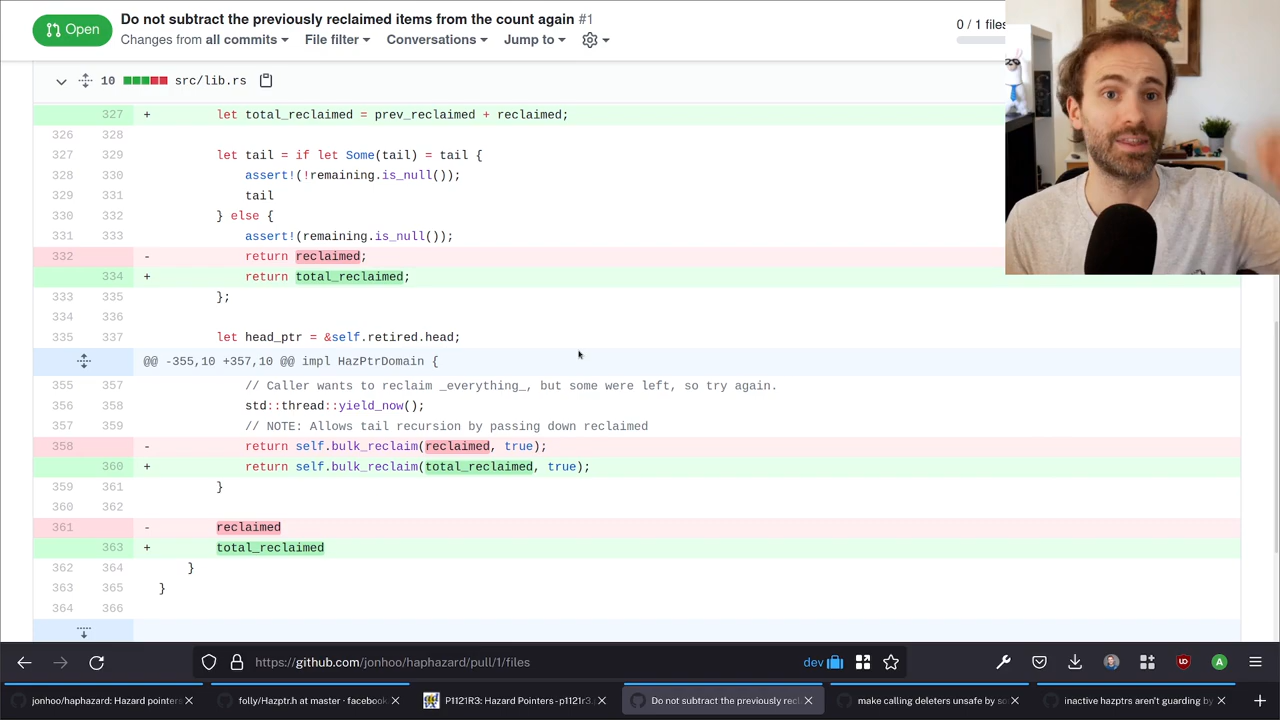 Open
Do not subtract the previously reclaimed items from the count again #1
Changes from all commits File filter Conversations Jump to
0 / 1 files
10 src/lib.rs
327 + let total_reclaimed = prev_reclaimed + reclaimed;
326 328
327 329 let tail = if let Some(tail) = tail {
328 330 assert!(!remaining.is_null());
329 331 tail
330 332 } else {
331 333 assert!(remaining.is_null());
332 - return reclaimed;
334 + return total_reclaimed;
333 335 };
334 336
335 337 let head_ptr = &self.retired.head;
@@ -355,10 +357,10 @@ impl HazPtrDomain {
355 357 // Caller wants to reclaim _everything_, but some were left, so try again.
356 358 std::thread::yield_now();
357 359 // NOTE: Allows tail recursion by passing down reclaimed
358 - return self.bulk_reclaim(reclaimed, true);
360 + return self.bulk_reclaim(total_reclaimed, true);
359 361 }
360 362
361 - reclaimed
363 + total_reclaimed
362 364 }
363 365 }
364 366
https://github.com/jonhoo/haphazard/pull/1/files
dev
A
jonhoo/haphazard: Hazard pointers
folly/Hazptr.h at master · facebook
P1121R3: Hazard Pointers - p1121r3.
Do not subtract the previously recl
make calling deleters unsafe by so
inactive hazptrs aren't guarding by